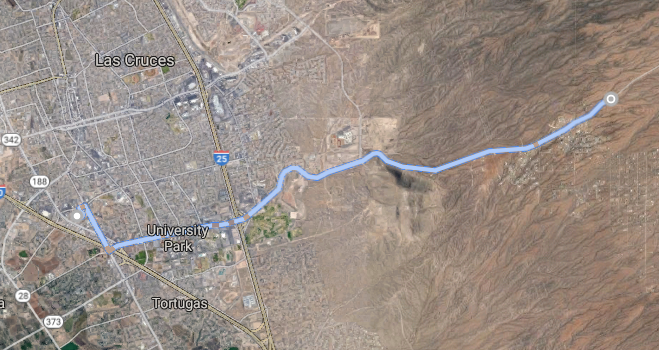 Las Cruces
342
25
188
University
Park
28
Tortugas
373